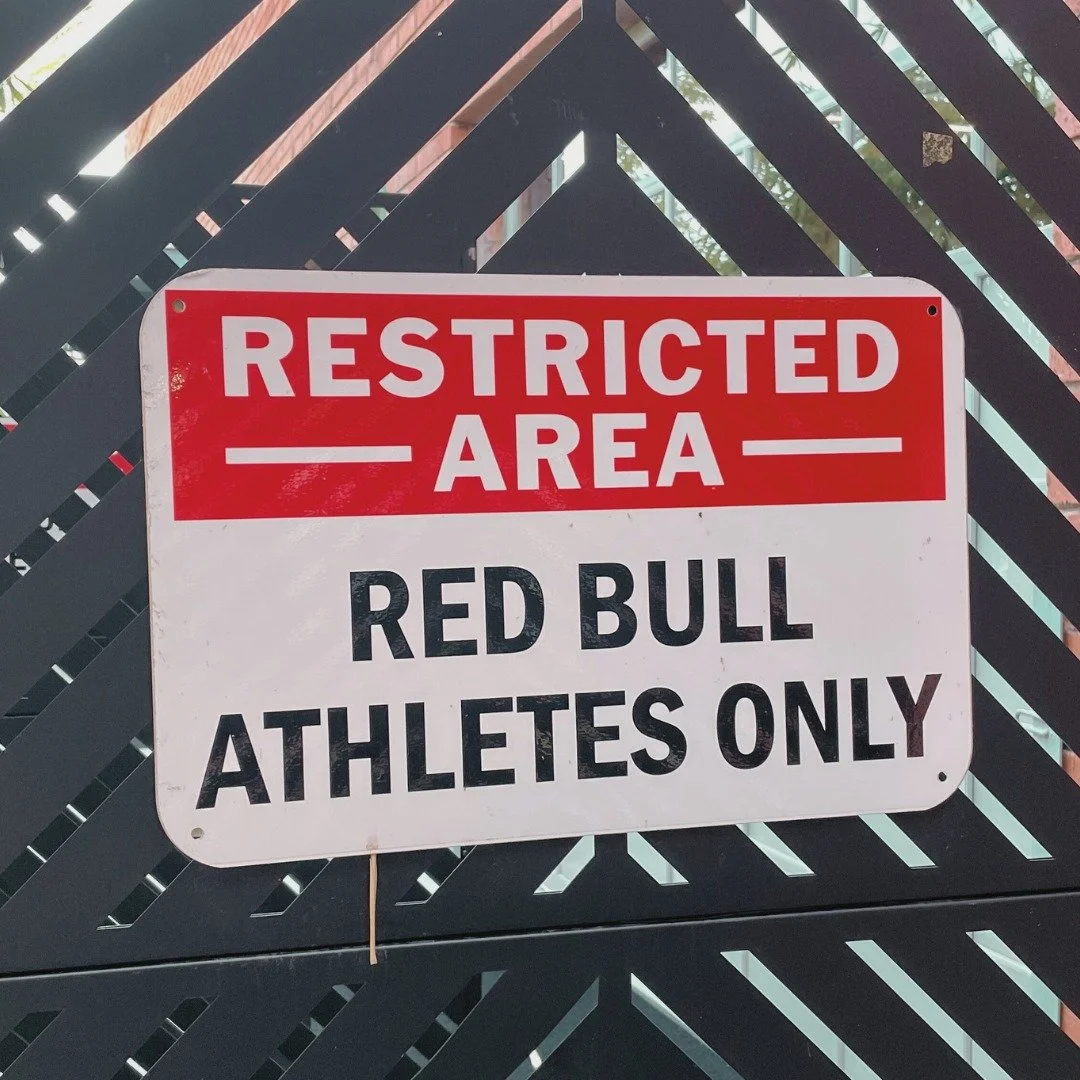 RESTRICTED
AREA
RED BULL
ATHLETES ONLY